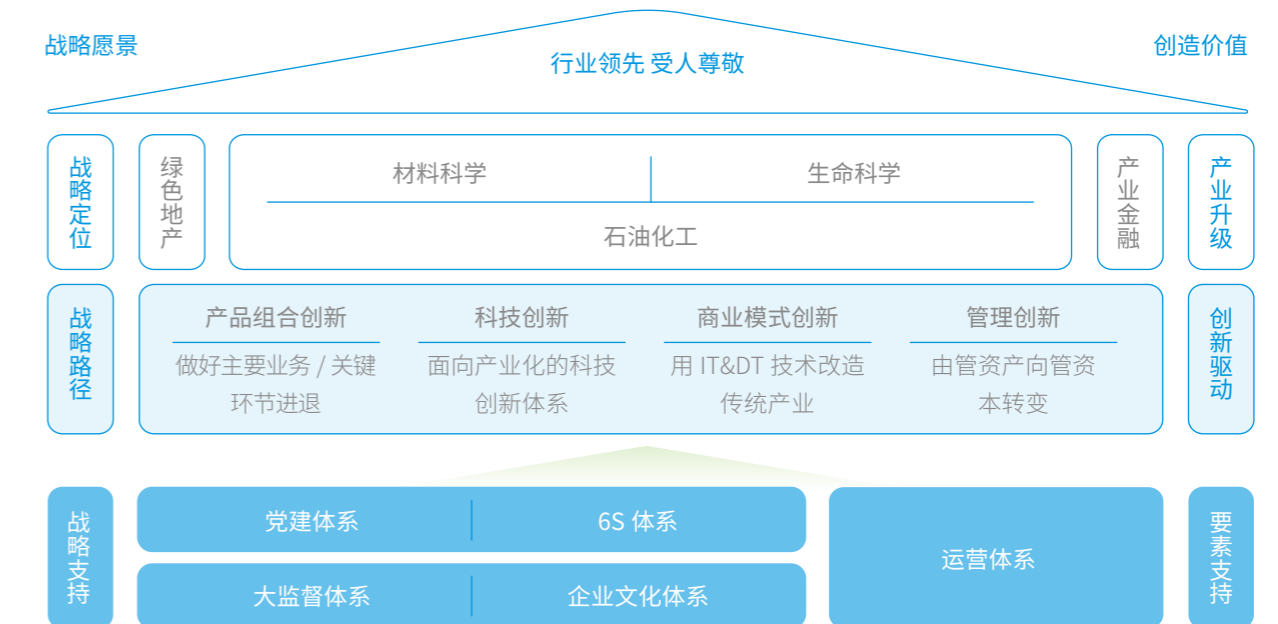 战略愿景
行业领先 受人尊敬
创造价值
战略定位
绿色地产
材料科学
生命科学
石油化工
产业金融
产业升级
战略路径
产品组合创新
做好主要业务 / 关键
环节进退
科技创新
面向产业化的科技
创新体系
商业模式创新
用 IT&DT 技术改造
传统产业
管理创新
由管资产向管资
本转变
创新驱动
战略支持
党建体系
6S 体系
大监督体系
企业文化体系
运营体系
要素支持